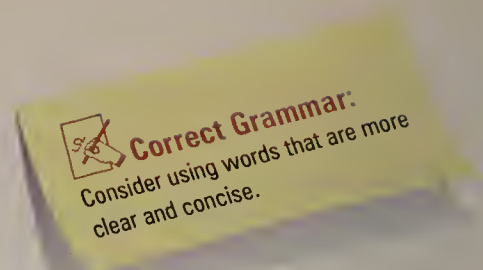 Correct Grammar:
Consider using words that are more
clear and concise.